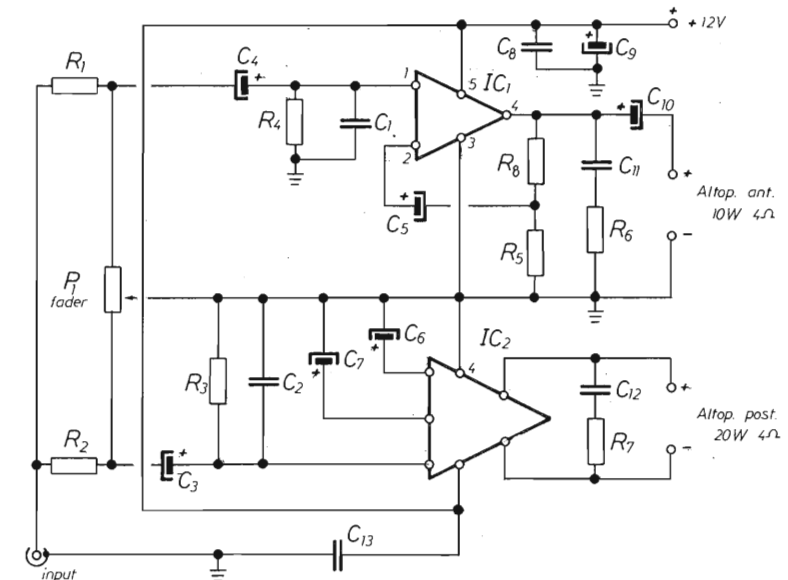 +
+ 12V
R1
C4
+
C8
+
C9
1
5
IC1
4
+
C10
R4
C1
3
2
R8
C11
+
Altop. ant.
10W 4Ω
+
C5
R5
R6
−
P1
fader
C6
+
IC2
C7
+
4
R3
C2
C12
+
Altop. post.
20W 4Ω
R2
+
C3
R7
−
C13
input